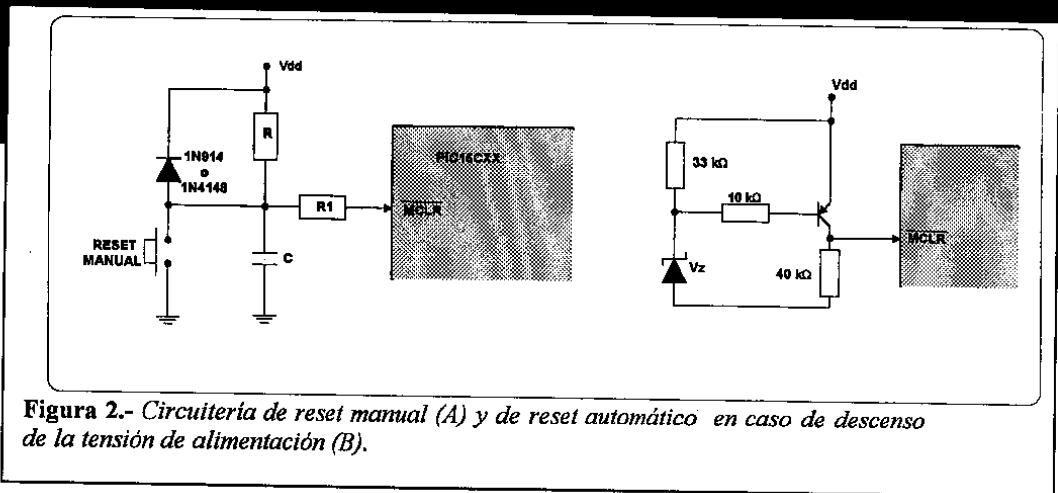 Vdd
R
1N914
o
1N4148
R1
PIC16CXX
MCLR
RESET
MANUAL
C
Vdd
33 kΩ
10 kΩ
MCLR
Vz
40 kΩ
Figura 2.- Circuitería de reset manual (A) y de reset automático en caso de descenso
de la tensión de alimentación (B).